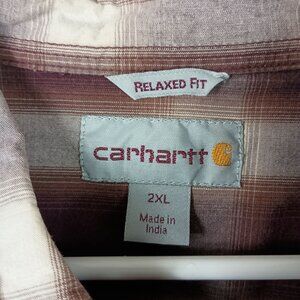 RELAXED FIT
carhartt
2XL
Made in
India